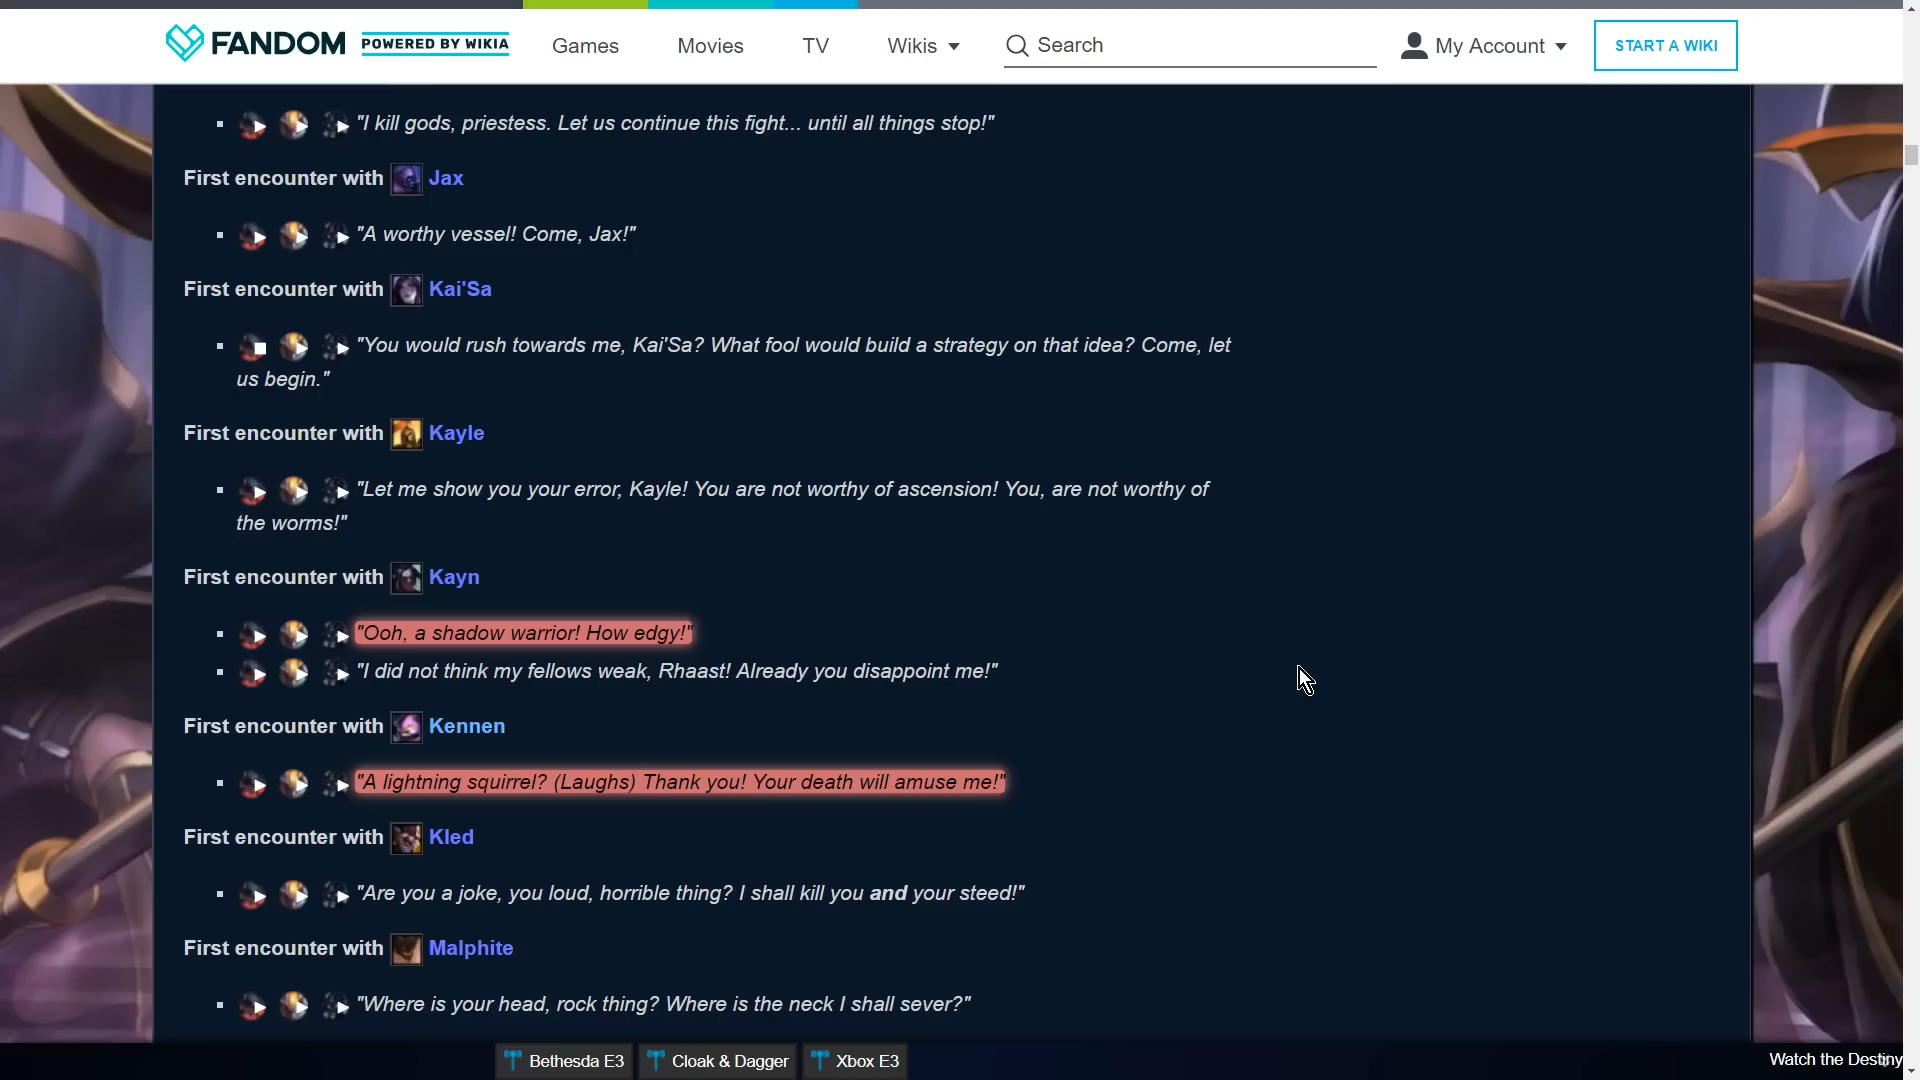 FANDOM POWERED BY WIKIA Games Movies TV Wikis Search My Account START A WIKI
"I kill gods, priestess. Let us continue this fight... until all things stop!"
First encounter with Jax
"A worthy vessel! Come, Jax!"
First encounter with Kai'Sa
"You would rush towards me, Kai'Sa? What fool would build a strategy on that idea? Come, let
us begin."
First encounter with Kayle
"Let me show you your error, Kayle! You are not worthy of ascension! You, are not worthy of
the worms!"
First encounter with Kayn
"Ooh, a shadow warrior! How edgy!"
"I did not think my fellows weak, Rhaast! Already you disappoint me!"
First encounter with Kennen
"A lightning squirrel? (Laughs) Thank you! Your death will amuse me!"
First encounter with Kled
"Are you a joke, you loud, horrible thing? I shall kill you and your steed!"
First encounter with Malphite
"Where is your head, rock thing? Where is the neck I shall sever?"
Bethesda E3 Cloak & Dagger Xbox E3 Watch the Destiny